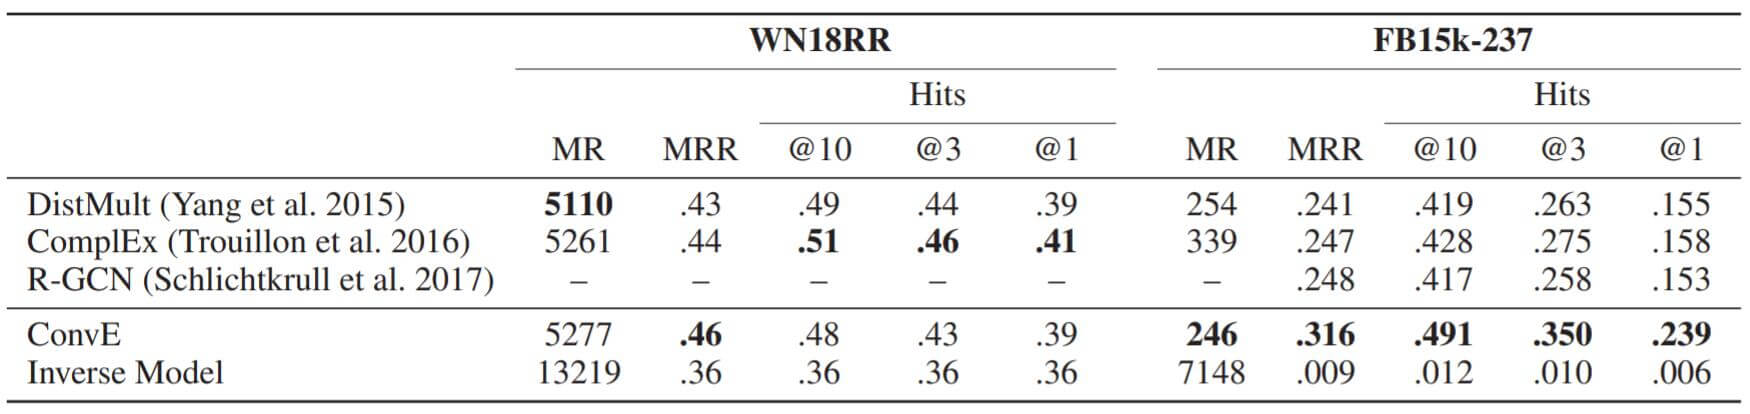 WN18RR FB15k-237
Hits Hits
MR MRR @10 @3 @1 MR MRR @10 @3 @1
DistMult (Yang et al. 2015) 5110 .43 .49 .44 .39 254 .241 .419 .263 .155
ComplEx (Trouillon et al. 2016) 5261 .44 .51 .46 .41 339 .247 .428 .275 .158
R-GCN (Schlichtkrull et al. 2017) – – – – – – .248 .417 .258 .153
ConvE 5277 .46 .48 .43 .39 246 .316 .491 .350 .239
Inverse Model 13219 .36 .36 .36 .36 7148 .009 .012 .010 .006